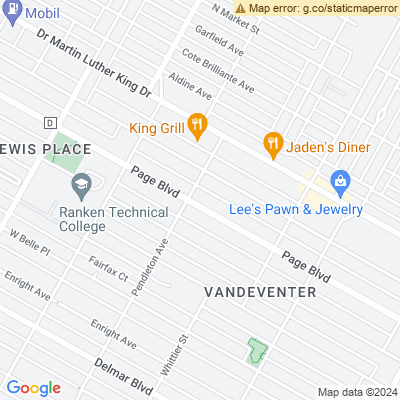 Map error: g.co/staticmaperror
Mobil
N Market St
Garfield Ave
Dr Martin Luther King Dr
Cote Brilliante Ave
Aldine Ave
D
King Grill
Jaden's Diner
EWIS PLACE
Page Blvd
Ranken Technical
College
Lee's Pawn & Jewelry
W Belle Pl
Pendleton Ave
Fairfax Ct
Page Blvd
Enright Ave
VANDEVENTER
Enright Ave
Whittier St
Delmar Blvd
Google
Map data ©2024